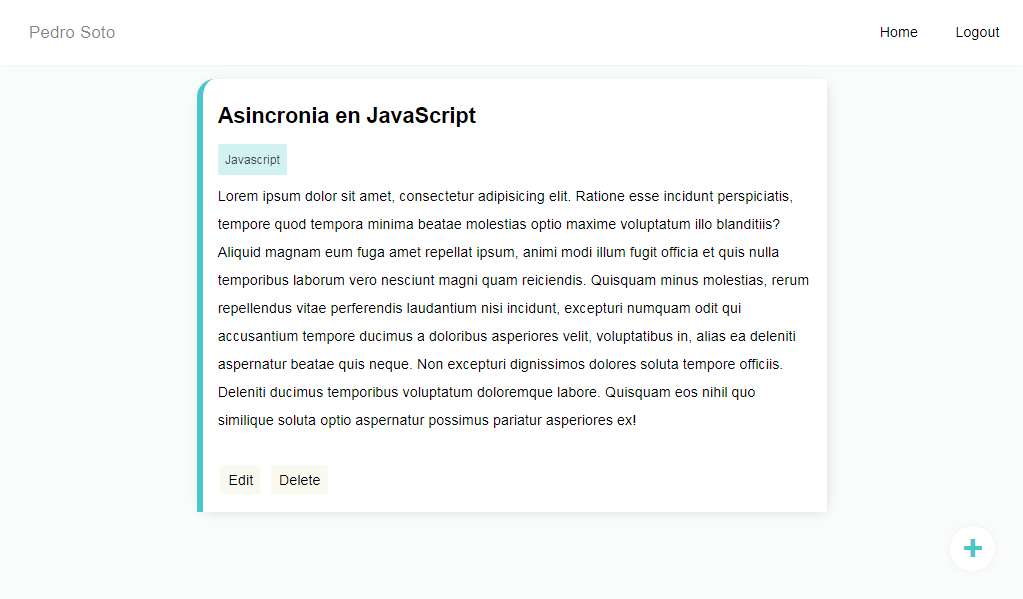 Pedro Soto
Home
Logout
Asincronia en JavaScript
Javascript
Lorem ipsum dolor sit amet, consectetur adipisicing elit. Ratione esse incidunt perspiciatis,
tempore quod tempora minima beatae molestias optio maxime voluptatum illo blanditiis?
Aliquid magnam eum fuga amet repellat ipsum, animi modi illum fugit officia et quis nulla
temporibus laborum vero nesciunt magni quam reiciendis. Quisquam minus molestias, rerum
repellendus vitae perferendis laudantium nisi incidunt, excepturi numquam odit qui
accusantium tempore ducimus a doloribus asperiores velit, voluptatibus in, alias ea deleniti
aspernatur beatae quis neque. Non excepturi dignissimos dolores soluta tempore officiis.
Deleniti ducimus temporibus voluptatum doloremque labore. Quisquam eos nihil quo
similique soluta optio aspernatur possimus pariatur asperiores ex!
Edit
Delete
+